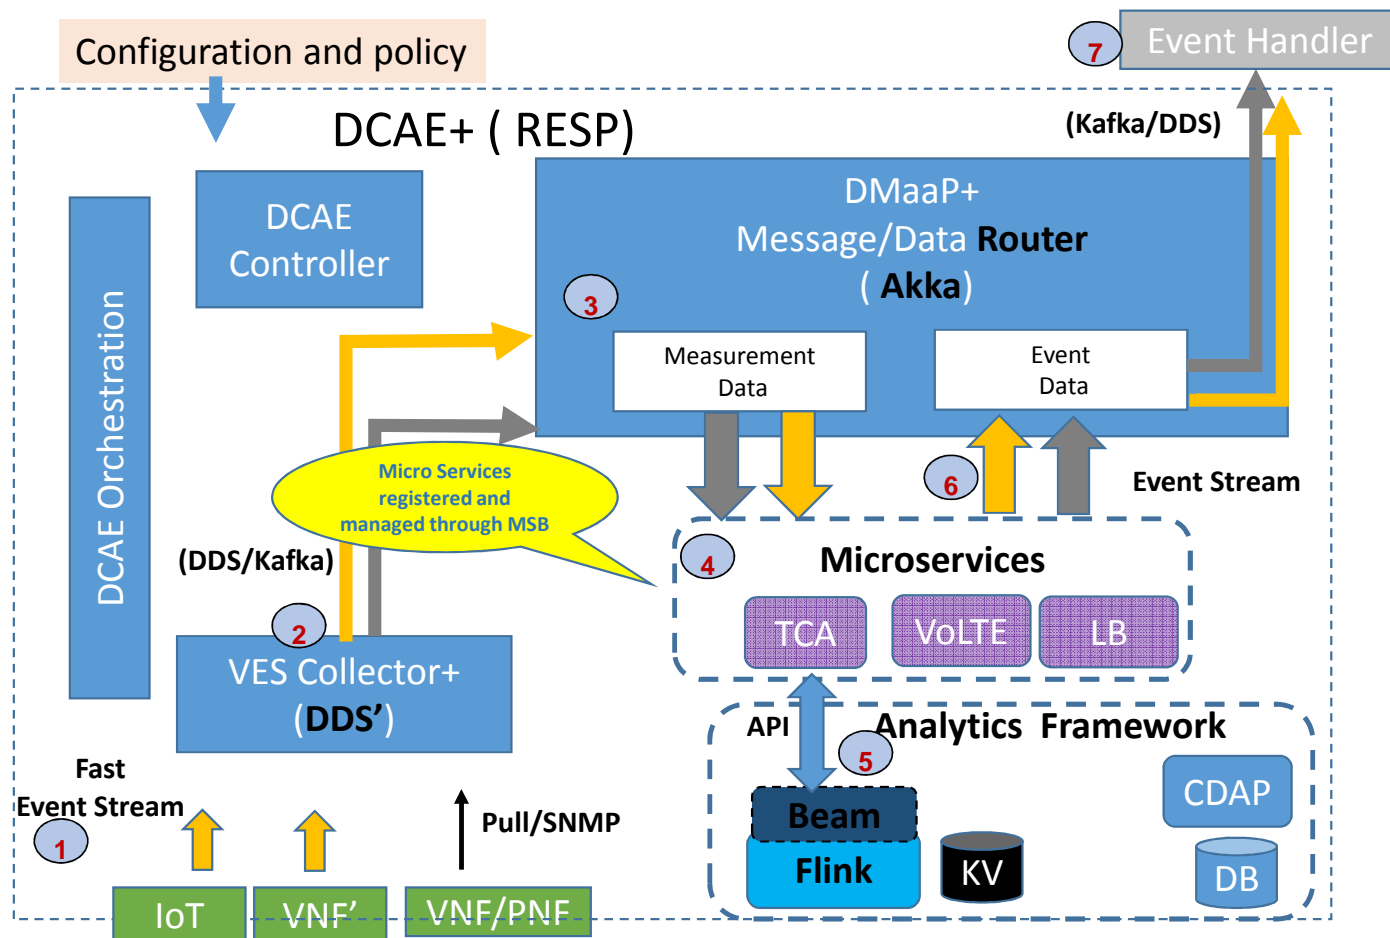 Configuration and policy
7
Event Handler
DCAE+ ( RESP)
(Kafka/DDS)
DCAE
Controller
DMaaP+
Message/Data Router
( Akka)
3
Measurement
Data
Event
Data
DCAE Orchestration
Micro Services
registered and
managed through MSB
6
Event Stream
(DDS/Kafka)
4
Microservices
2
TCA
VoLTE
LB
VES Collector+
(DDS’)
API
Analytics Framework
5
Fast
Event Stream
1
Pull/SNMP
CDAP
Beam
Flink
KV
DB
IoT
VNF’
VNF/PNF